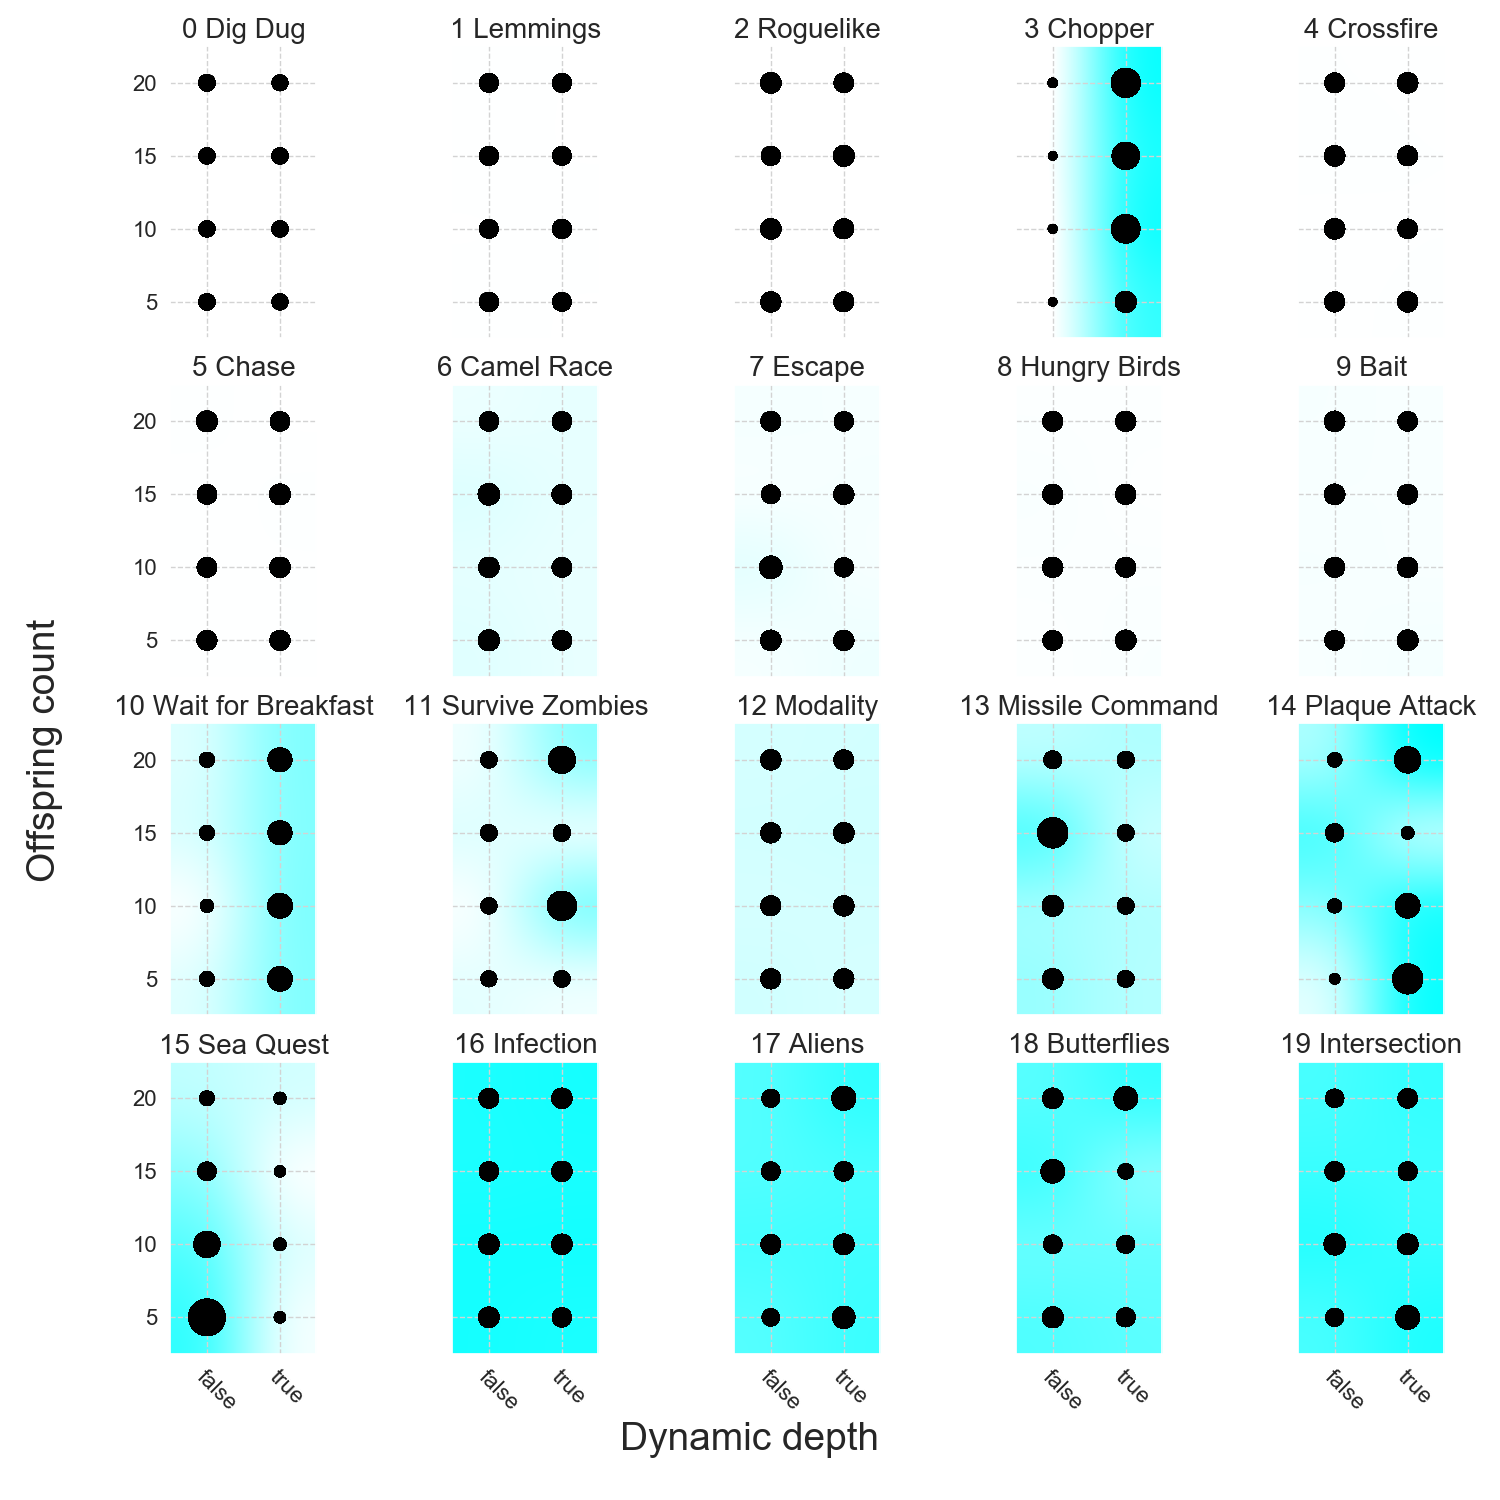 0 Dig Dug 1 Lemmings 2 Roguelike 3 Chopper 4 Crossfire
20
15
10
5
5 Chase 6 Camel Race 7 Escape 8 Hungry Birds 9 Bait
20
15
10
5
Offspring count
10 Wait for Breakfast 11 Survive Zombies 12 Modality 13 Missile Command 14 Plaque Attack
20
15
10
5
15 Sea Quest 16 Infection 17 Aliens 18 Butterflies 19 Intersection
20
15
10
5
false true false true false true false true false true
Dynamic depth